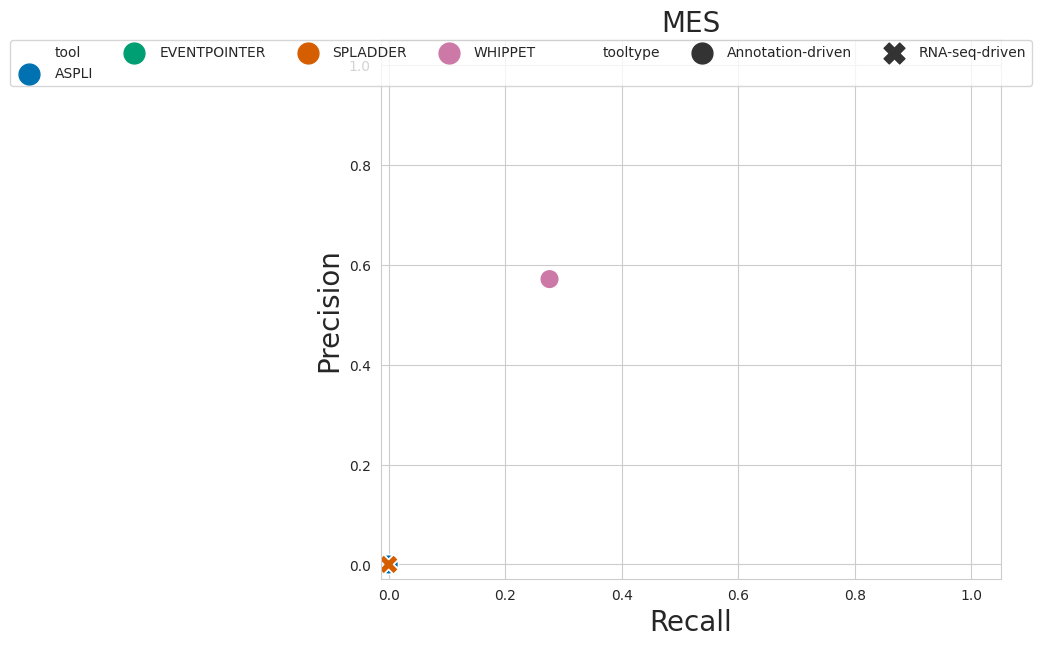 MES
tool EVENTPOINTER SPLADDER WHIPPET tooltype Annotation-driven RNA-seq-driven
ASPLI
1.0
0.8
0.6
0.4
0.2
0.0
Precision
0.0 0.2 0.4 0.6 0.8 1.0
Recall